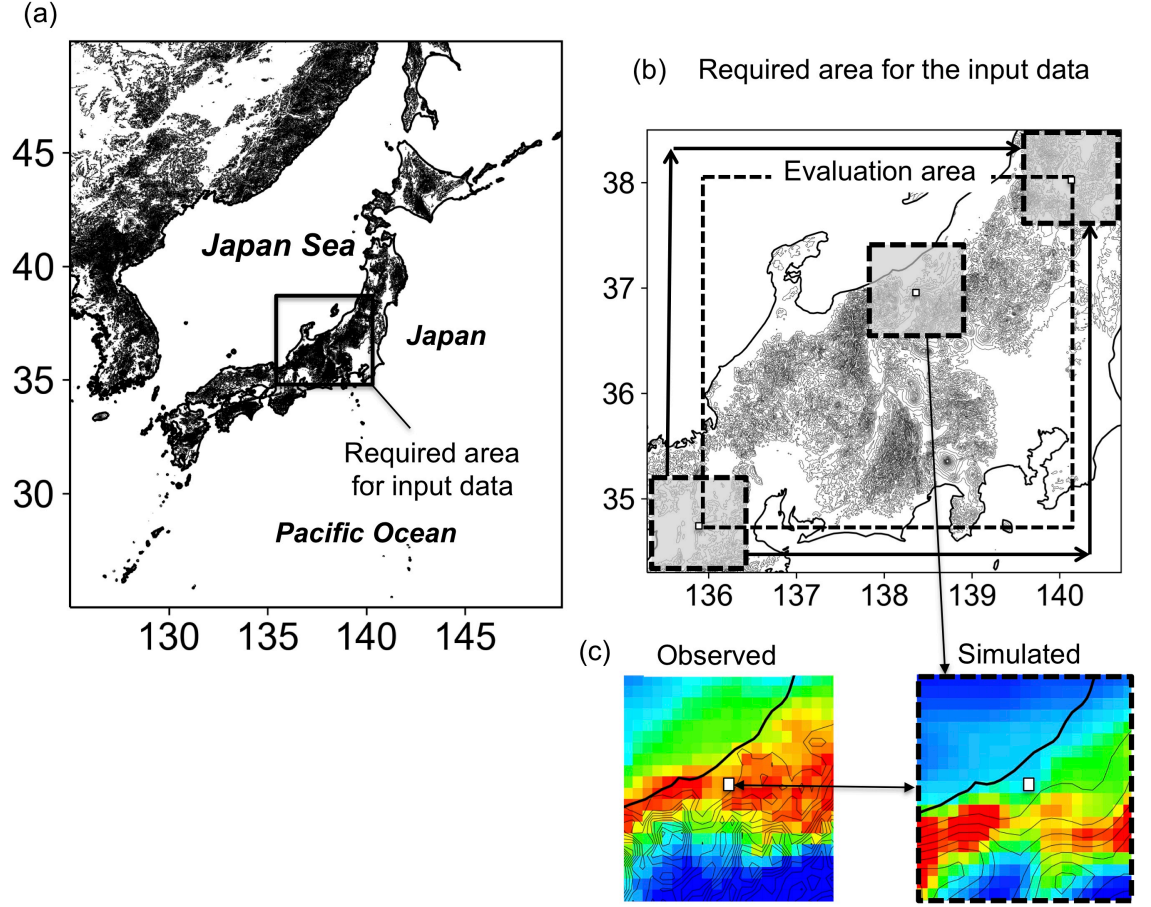 (a)
45
40
35
30
130 135 140 145
Japan Sea
Japan
Required area
for input data
Pacific Ocean
(b) Required area for the input data
Evaluation area
38
37
36
35
136 137 138 139 140
(c) Observed Simulated